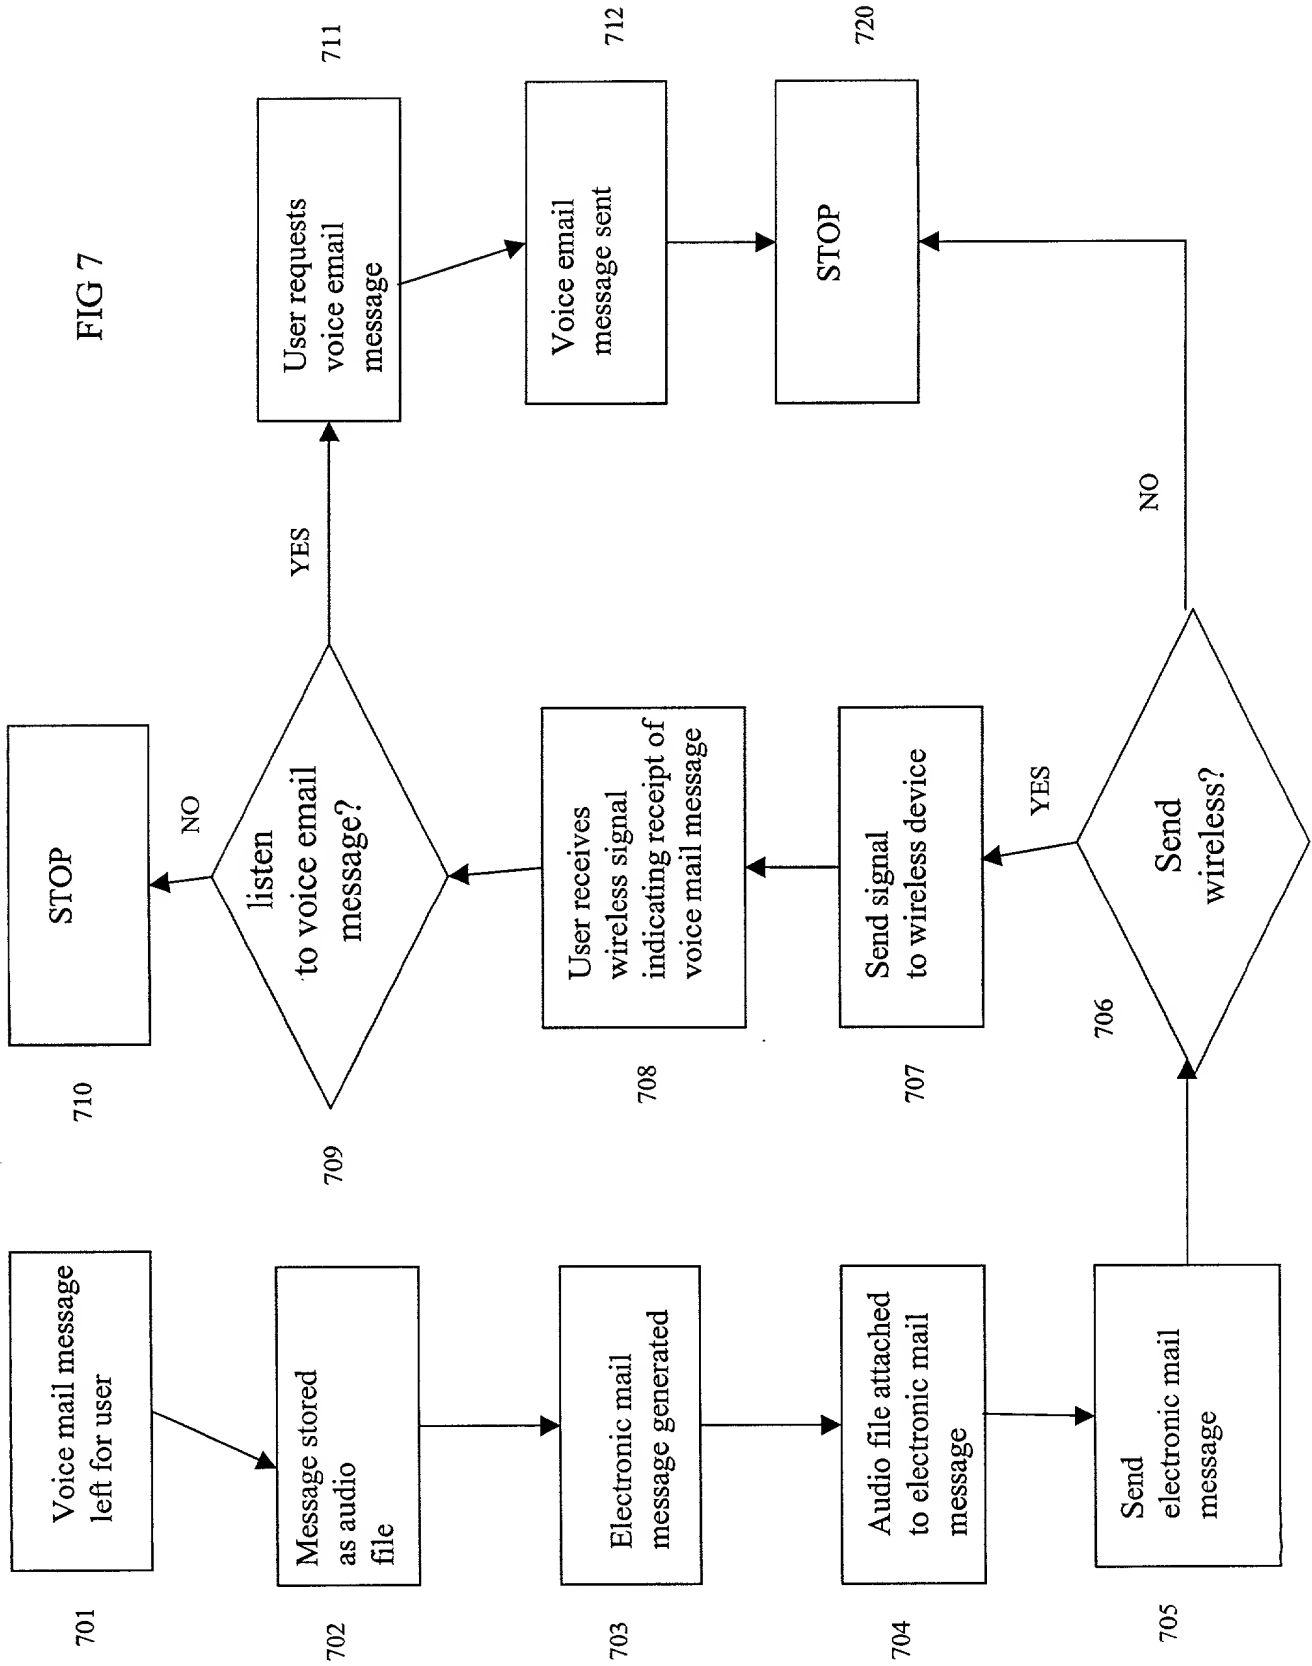 FIG 7
701
Voice mail message
left for user
702
Message stored
as audio
file
703
Electronic mail
message generated
704
Audio file attached
to electronic mail
message
705
Send
electronic mail
message
706
Send
wireless?
YES
NO
707
Send signal
to wireless device
708
User receives
wireless signal
indicating receipt of
voice mail message
709
listen
to voice email
message?
NO
YES
710
STOP
711
User requests
voice email
message
712
Voice email
message sent
720
STOP